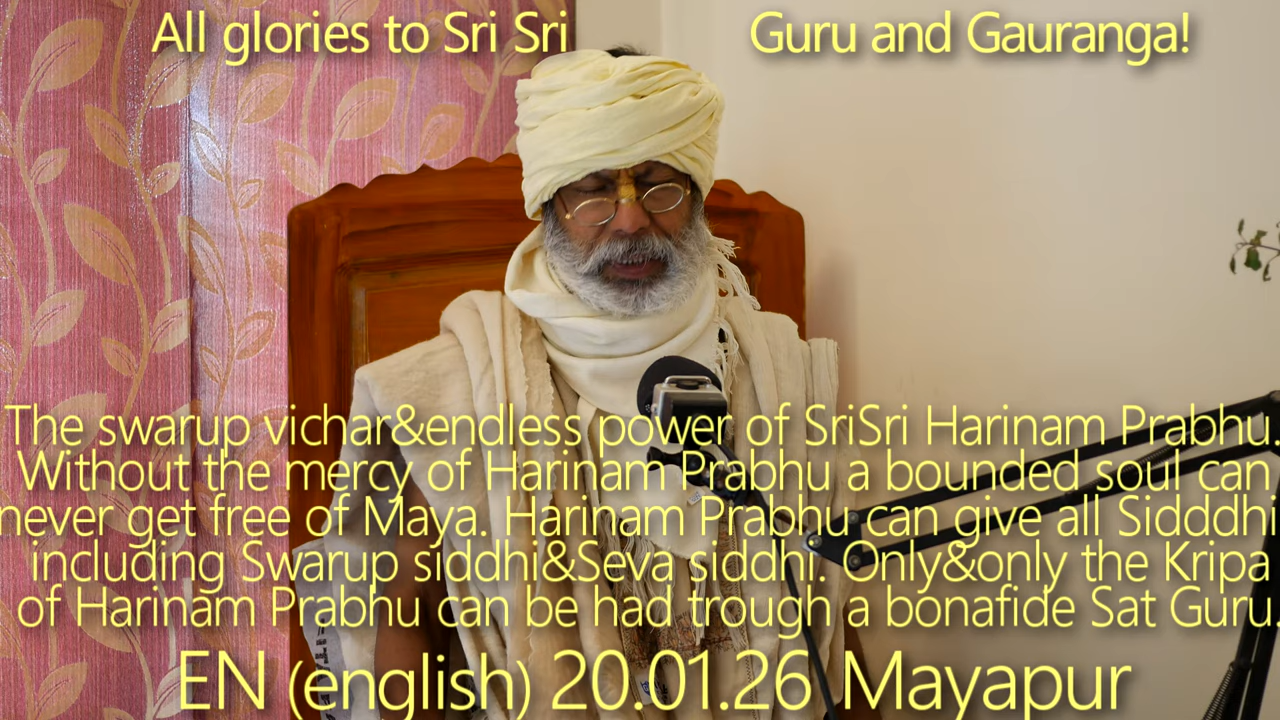 All glories to Sri Sri Guru and Gauranga!
The swarup vichar&endless power of SriSri Harinam Prabhu.
Without the mercy of Harinam Prabhu a bounded soul can
never get free of Maya. Harinam Prabhu can give all Sidddhi
including Swarup siddhi&Seva siddhi. Only&only the Kripa
of Harinam Prabhu can be had trough a bonafide Sat Guru.
EN (english) 20.01.26 Mayapur